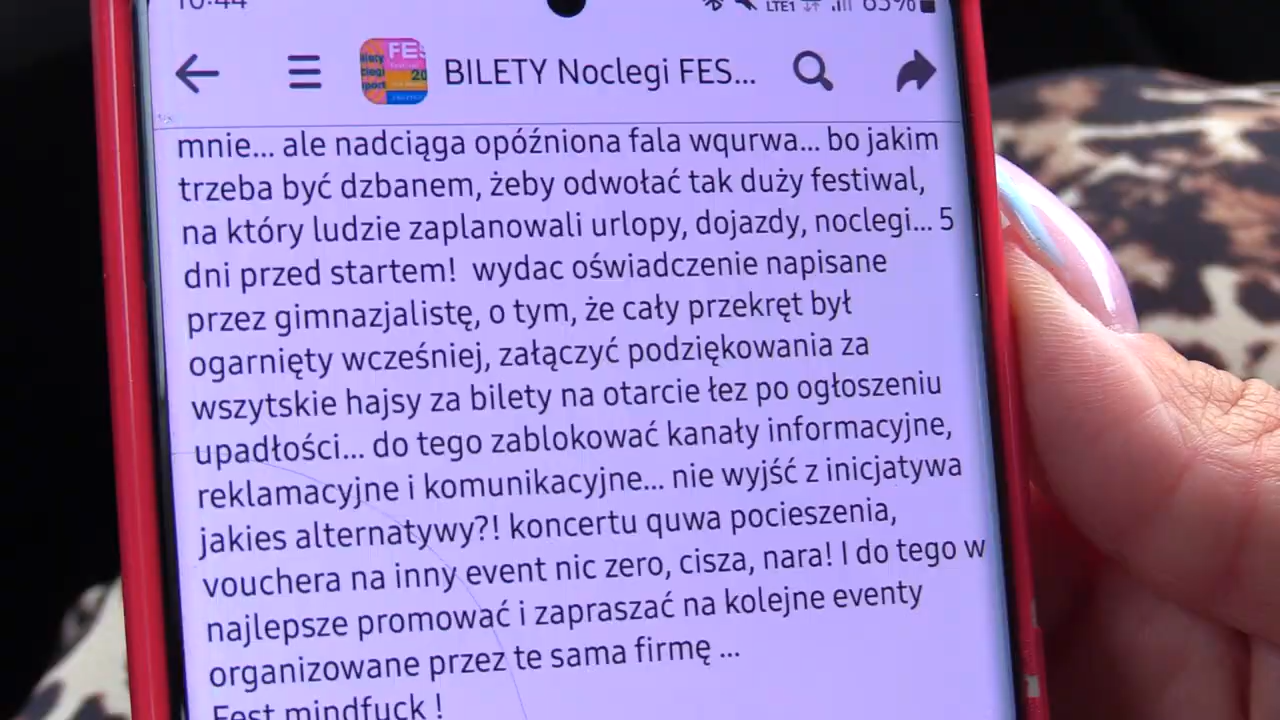 10:44 LTE1 65%
BILETY Noclegi FES...
mnie... ale nadciąga opóźniona fala wqurwa... bo jakim
trzeba być dzbanem, żeby odwołać tak duży festiwal,
na który ludzie zaplanowali urlopy, dojazdy, noclegi... 5
dni przed startem! wydac oświadczenie napisane
przez gimnazjalistę, o tym, że cały przekręt był
ogarnięty wcześniej, załączyć podziękowania za
wszytskie hajsy za bilety na otarcie łez po ogłoszeniu
upadłości... do tego zablokować kanały informacyjne,
reklamacyjne i komunikacyjne... nie wyjść z inicjatywa
jakies alternatywy?! koncertu quwa pocieszenia,
vouchera na inny event nic zero, cisza, nara! I do tego w
najlepsze promować i zapraszać na kolejne eventy
organizowane przez te sama firmę ...
Fest mindfuck !